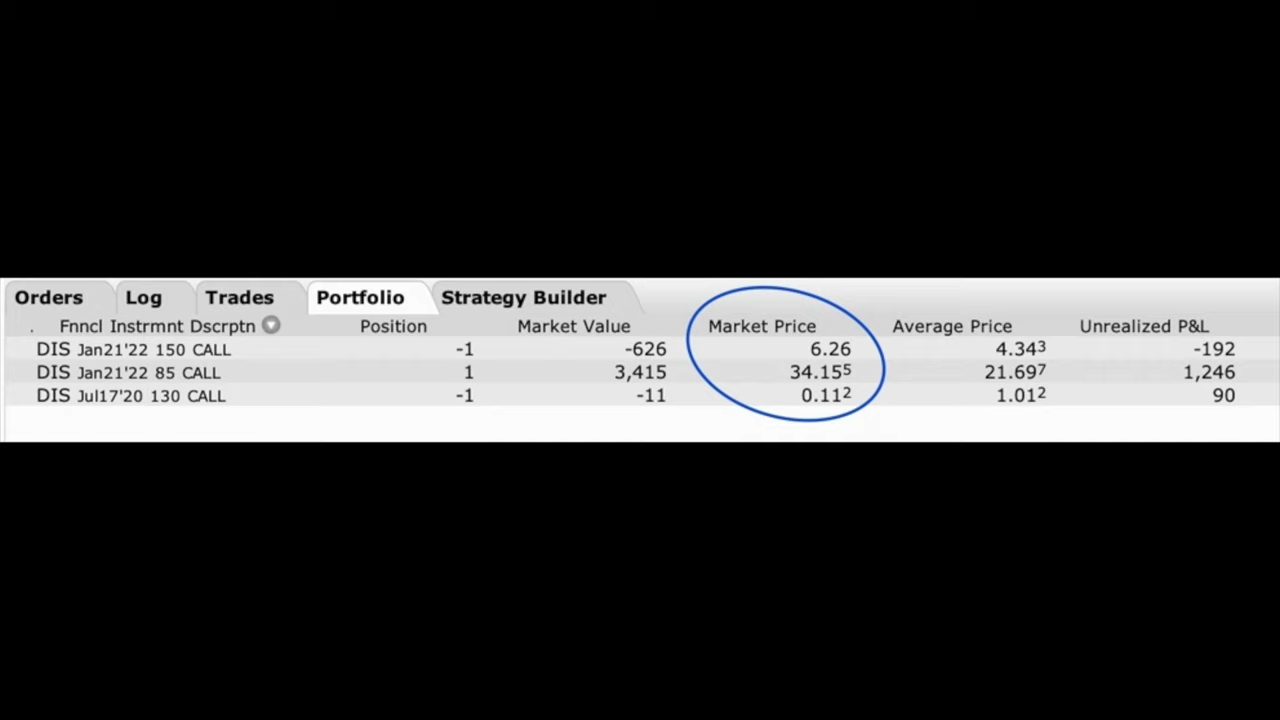 Orders Log Trades Portfolio Strategy Builder
. Fnncl Instrmnt Dscrptn Position Market Value Market Price Average Price Unrealized P&L
DIS Jan21'22 150 CALL -1 -626 6.26 4.34³ -192
DIS Jan21'22 85 CALL 1 3,415 34.15⁵ 21.69⁷ 1,246
DIS Jul17'20 130 CALL -1 -11 0.11² 1.01² 90